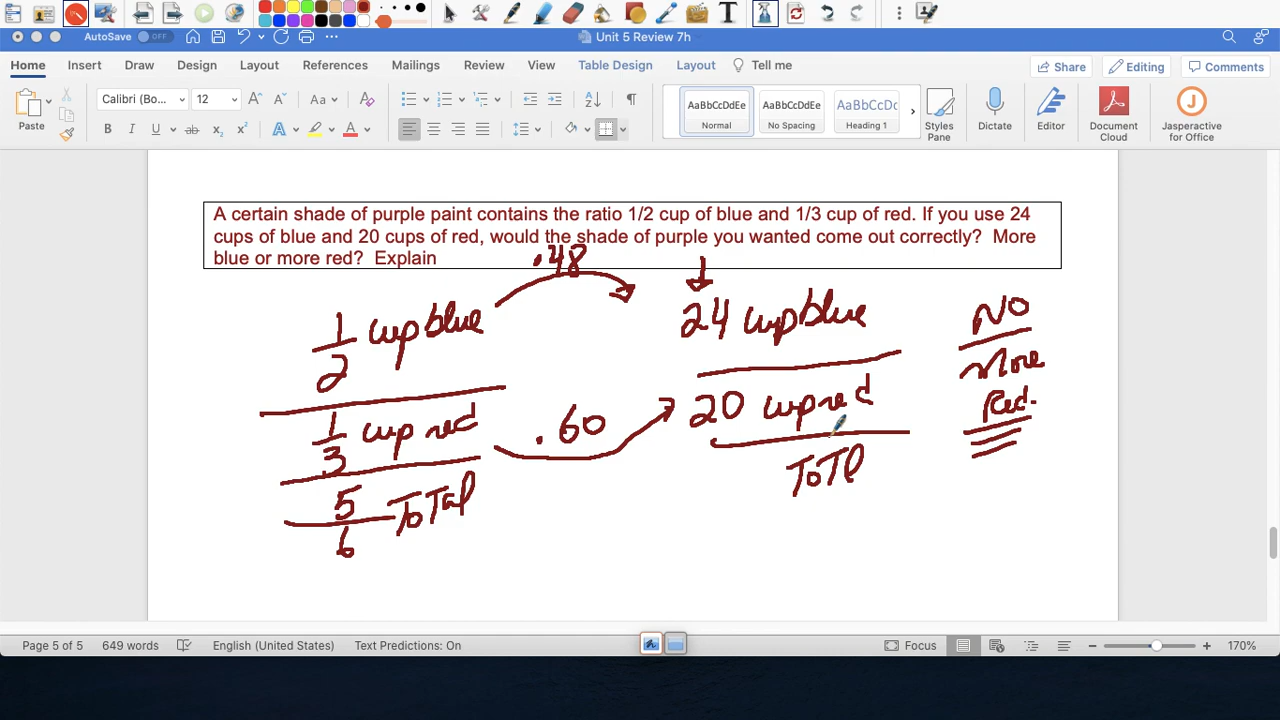 AutoSave OFF
Unit 5 Review 7h
Home Insert Draw Design Layout References Mailings Review View Table Design Layout Tell me
Share Editing Comments
Paste
Calibri (Bo... 12
AaBbCcDdEe AaBbCcDdEe AaBbCcDc
Normal No Spacing Heading 1
Styles Pane
Dictate
Editor
Document Cloud
Jasperactive for Office
A certain shade of purple paint contains the ratio 1/2 cup of blue and 1/3 cup of red. If you use 24
cups of blue and 20 cups of red, would the shade of purple you wanted come out correctly? More
blue or more red? Explain
.48
1/2 cup blue
24 cup blue
NO
More
Red.
1/3 cup red
.60
20 cup red
5/6 ToTal
ToTl
Page 5 of 5 649 words English (United States) Text Predictions: On Focus 170%